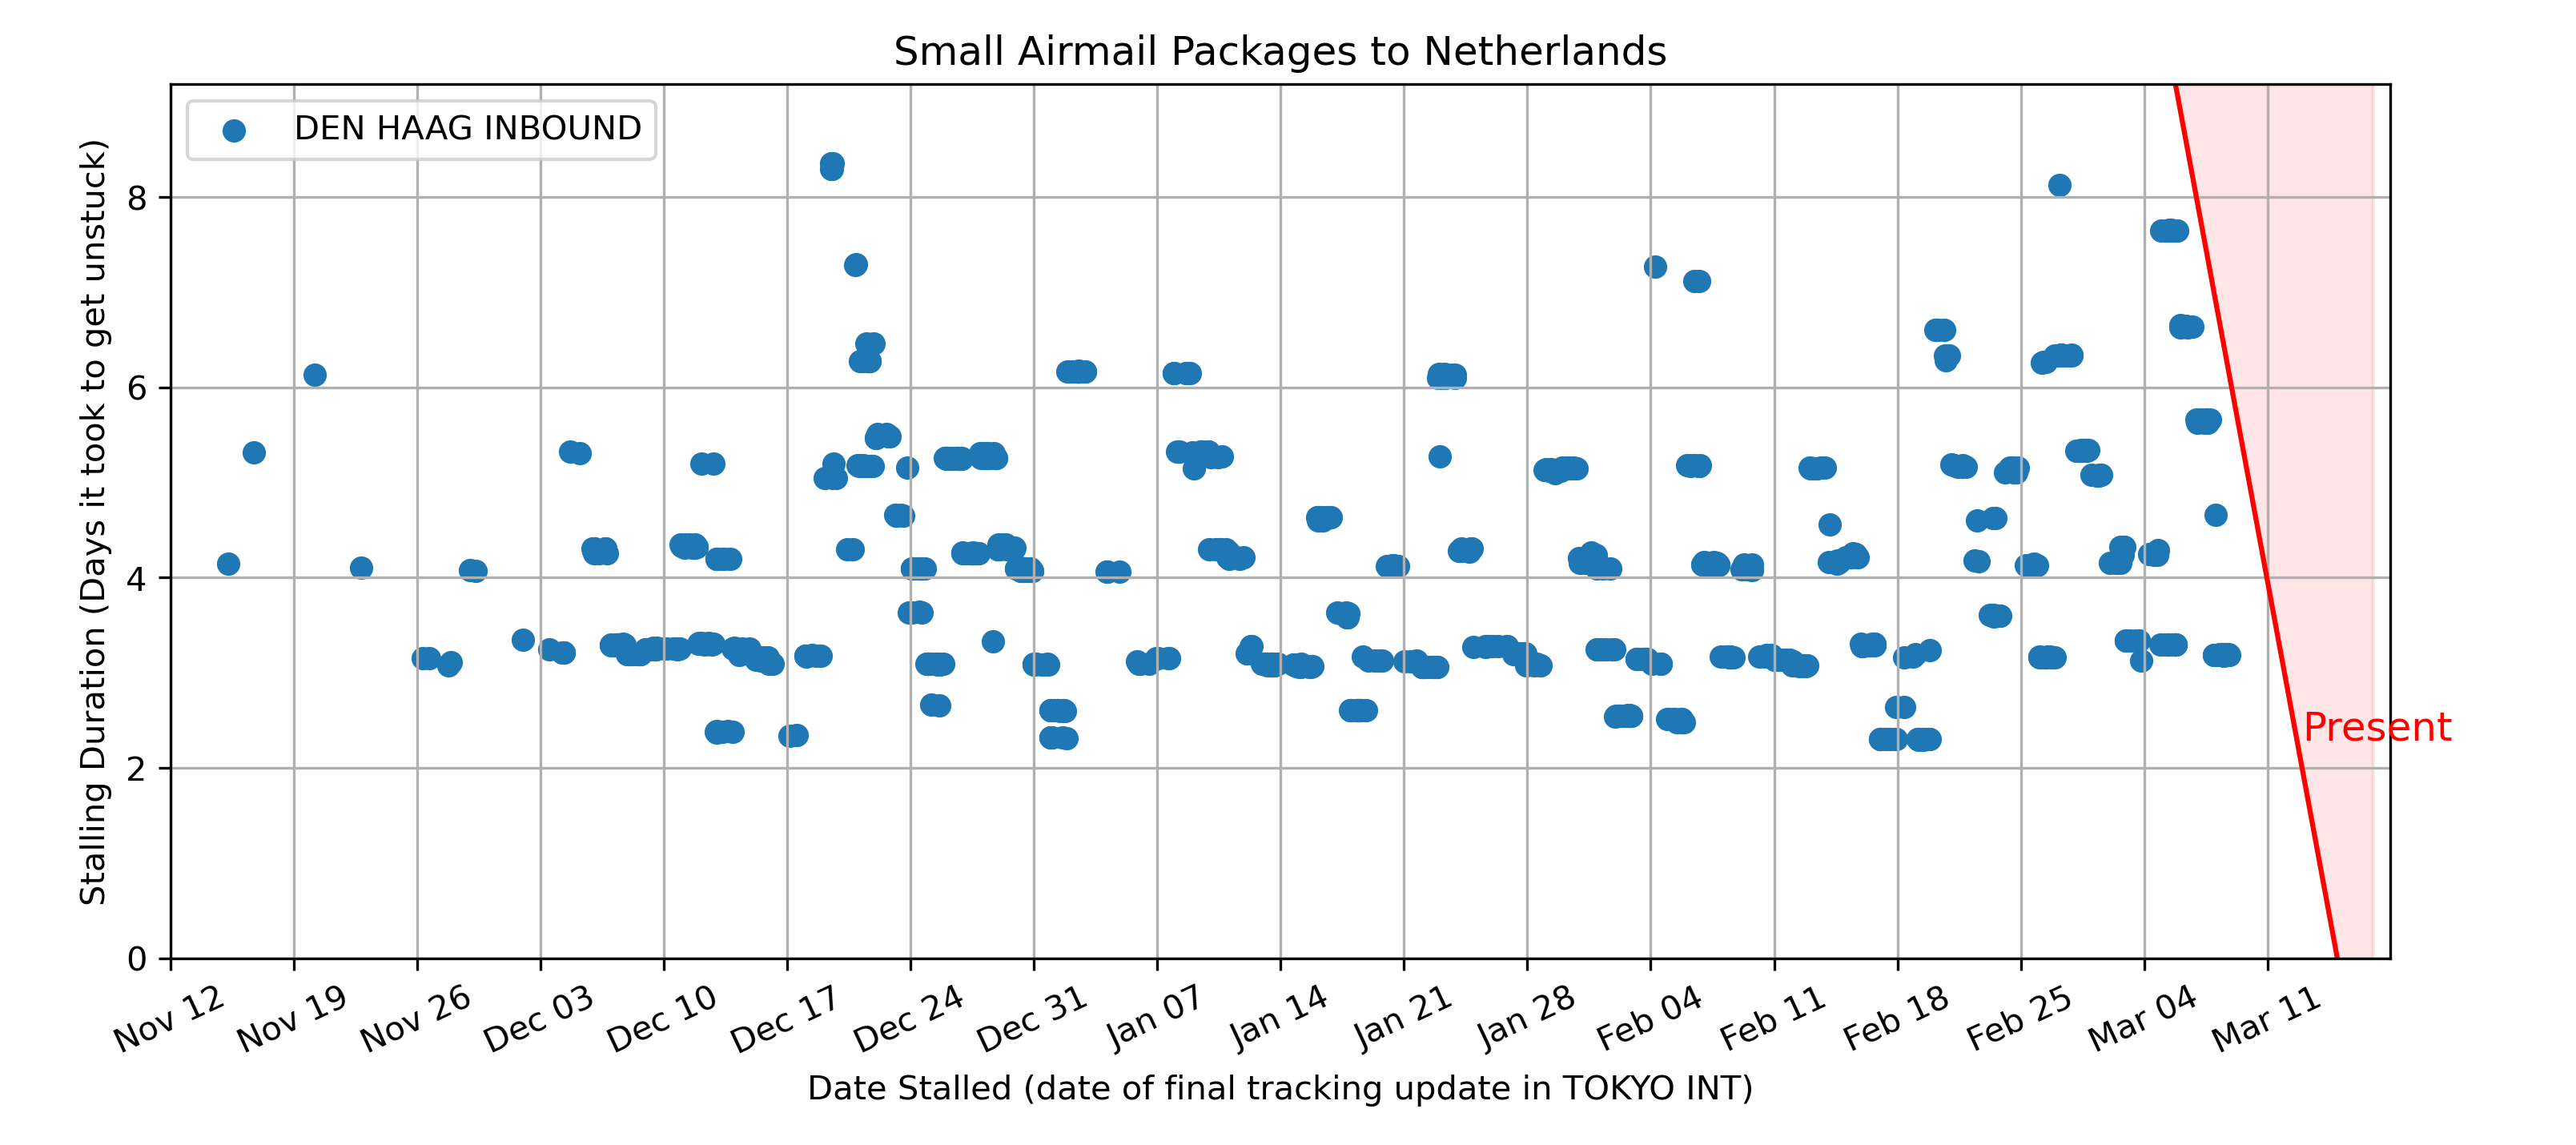 Small Airmail Packages to Netherlands
DEN HAAG INBOUND
Stalling Duration (Days it took to get unstuck)
8
6
4
2
0
Present
Nov 12
Nov 19
Nov 26
Dec 03
Dec 10
Dec 17
Dec 24
Dec 31
Jan 07
Jan 14
Jan 21
Jan 28
Feb 04
Feb 11
Feb 18
Feb 25
Mar 04
Mar 11
Date Stalled (date of final tracking update in TOKYO INT)